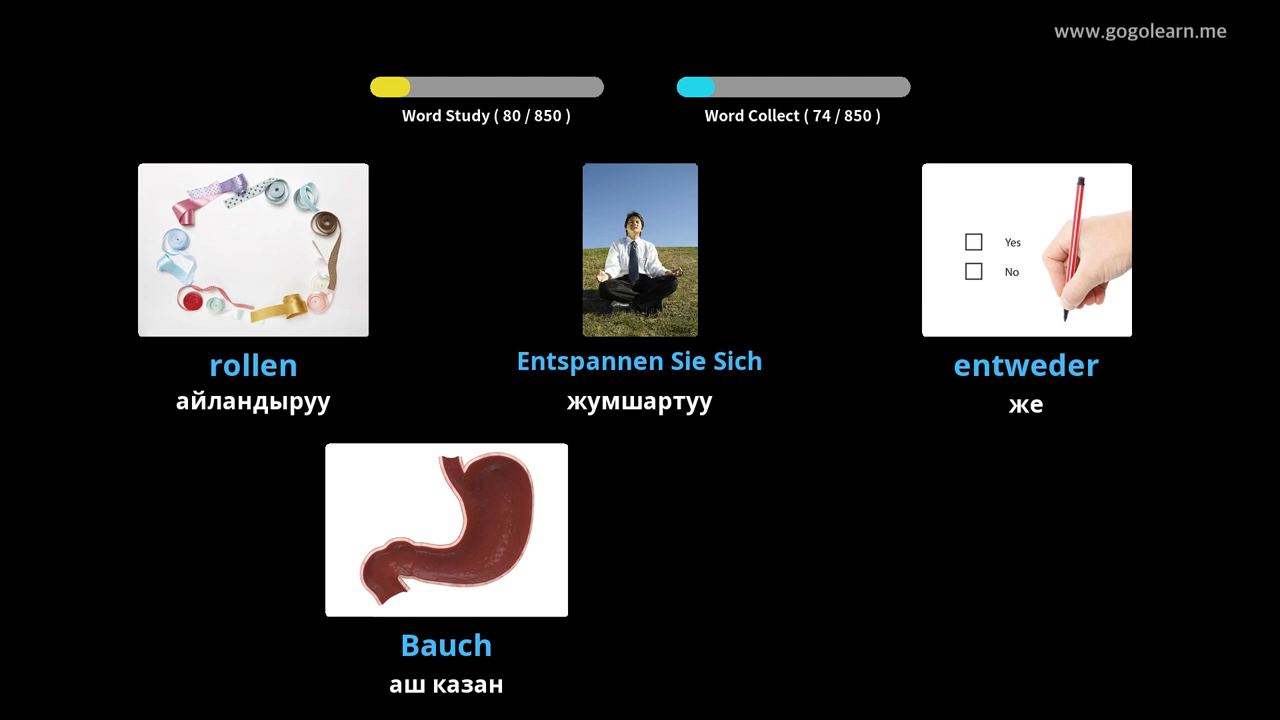 www.gogolearn.me
Word Study ( 80 / 850 )
Word Collect ( 74 / 850 )
Yes
No
rollen
айландыруу
Entspannen Sie Sich
жумшартуу
entweder
же
Bauch
аш казан